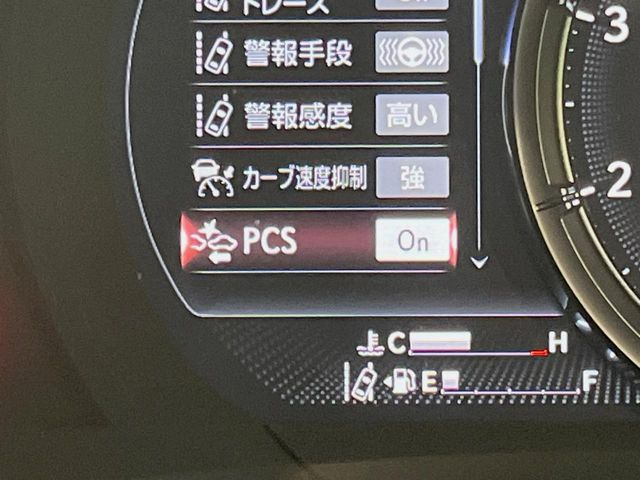 トレース On
警報手段
警報感度 高い
カーブ速度抑制 強
PCS On
3
2
C H
E F